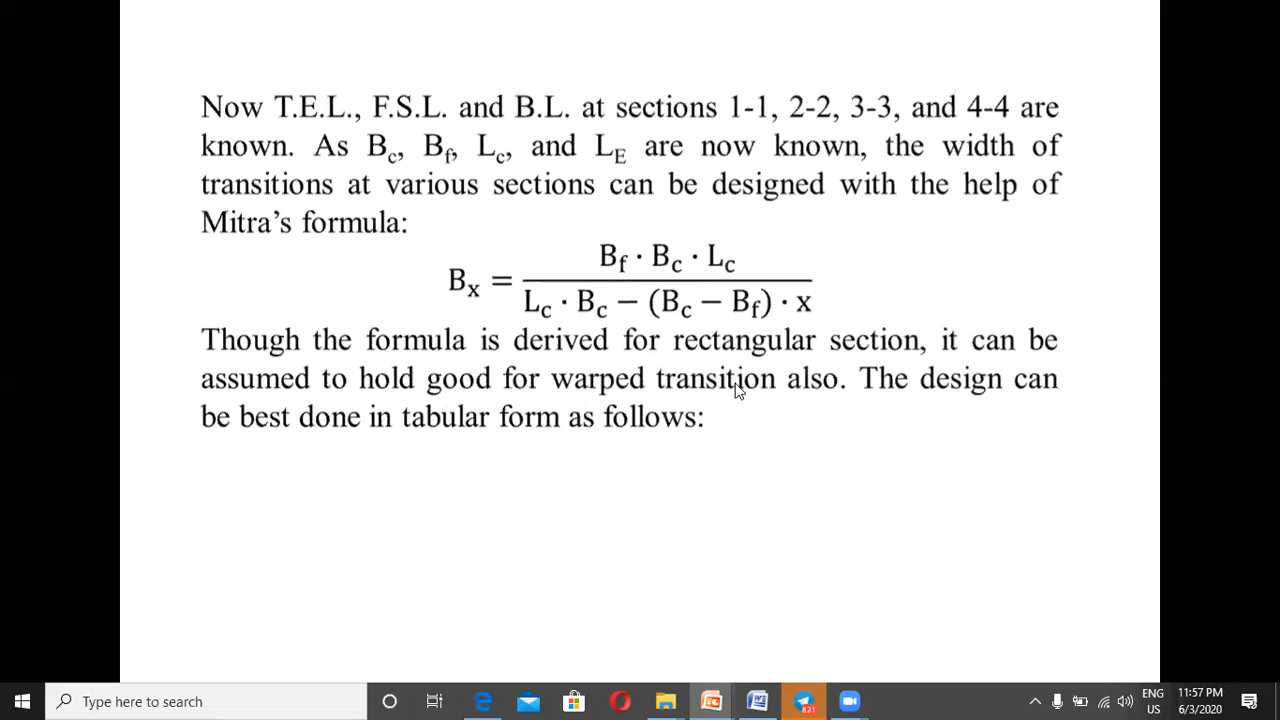 Now T.E.L., F.S.L. and B.L. at sections 1-1, 2-2, 3-3, and 4-4 are
known. As B_c, B_f, L_c, and L_E are now known, the width of
transitions at various sections can be designed with the help of
Mitra’s formula:
B_x = (B_f · B_c · L_c) / (L_c · B_c − (B_c − B_f) · x)
Though the formula is derived for rectangular section, it can be
assumed to hold good for warped transition also. The design can
be best done in tabular form as follows:
Type here to search
821
ENG
US
11:57 PM
6/3/2020